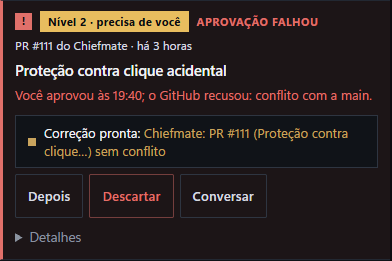 ! Nível 2 · precisa de você APROVAÇÃO FALHOU
PR #111 do Chiefmate · há 3 horas
Proteção contra clique acidental
Você aprovou às 19:40; o GitHub recusou: conflito com a main.
Correção pronta: Chiefmate: PR #111 (Proteção contra
clique...) sem conflito
Depois Descartar Conversar
Detalhes